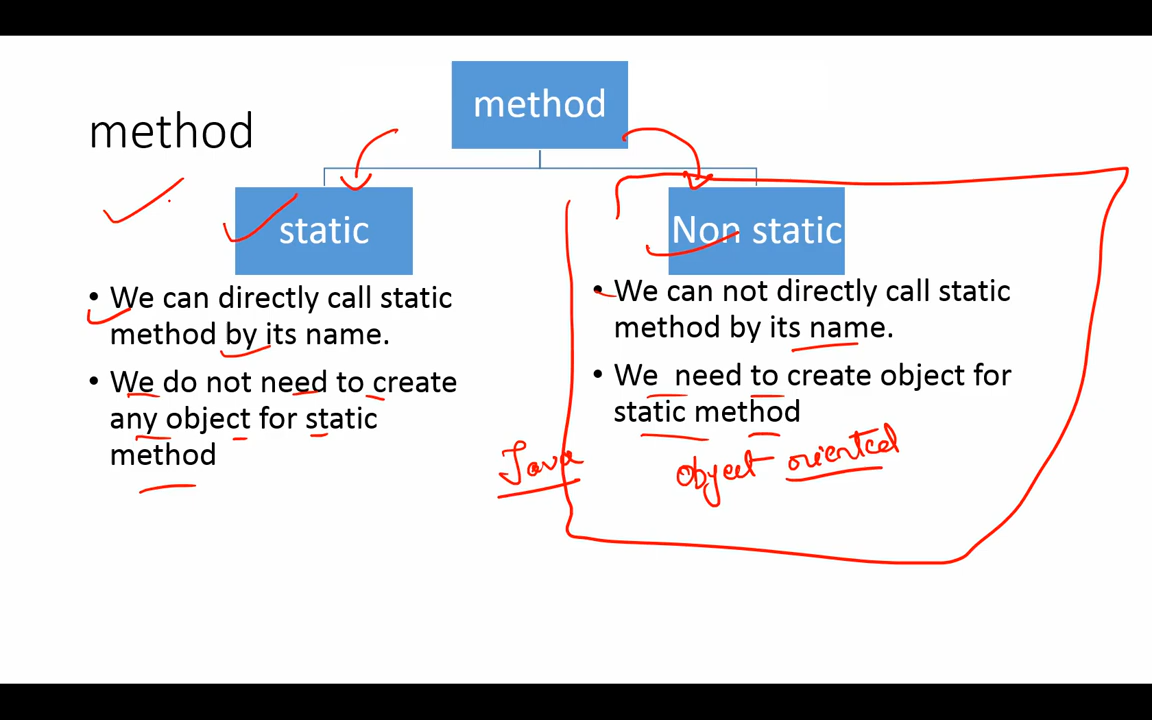 method
method
static
Non static
• We can directly call static
method by its name.
• We do not need to create
any object for static
method
• We can not directly call static
method by its name.
• We need to create object for
static method
Java
object oriented